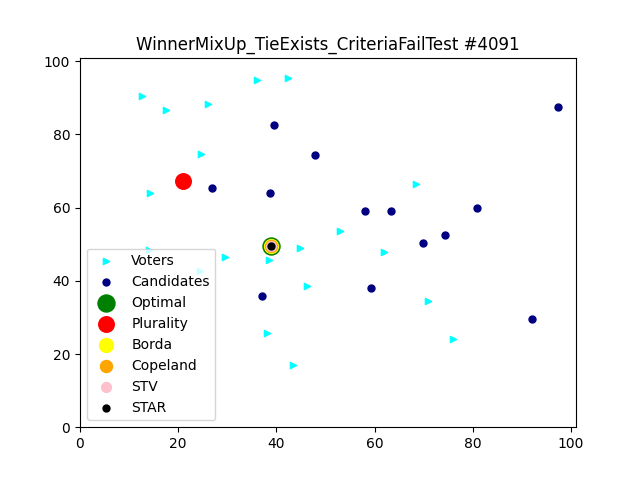 WinnerMixUp_TieExists_CriteriaFailTest #4091
100
80
60
40
20
0
Voters
Candidates
Optimal
Plurality
Borda
Copeland
STV
STAR
0 20 40 60 80 100